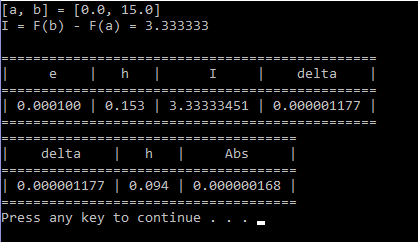 [a, b] = [0.0, 15.0]
I = F(b) - F(a) = 3.333333
===============================================
|     e     |   h   |     I      |    delta    |
===============================================
| 0.000100 | 0.153 | 3.33333451 | 0.000001177 |
===============================================
=====================================
|    delta    |   h   |     Abs     |
=====================================
| 0.000001177 | 0.094 | 0.000000168 |
=====================================
Press any key to continue . . .